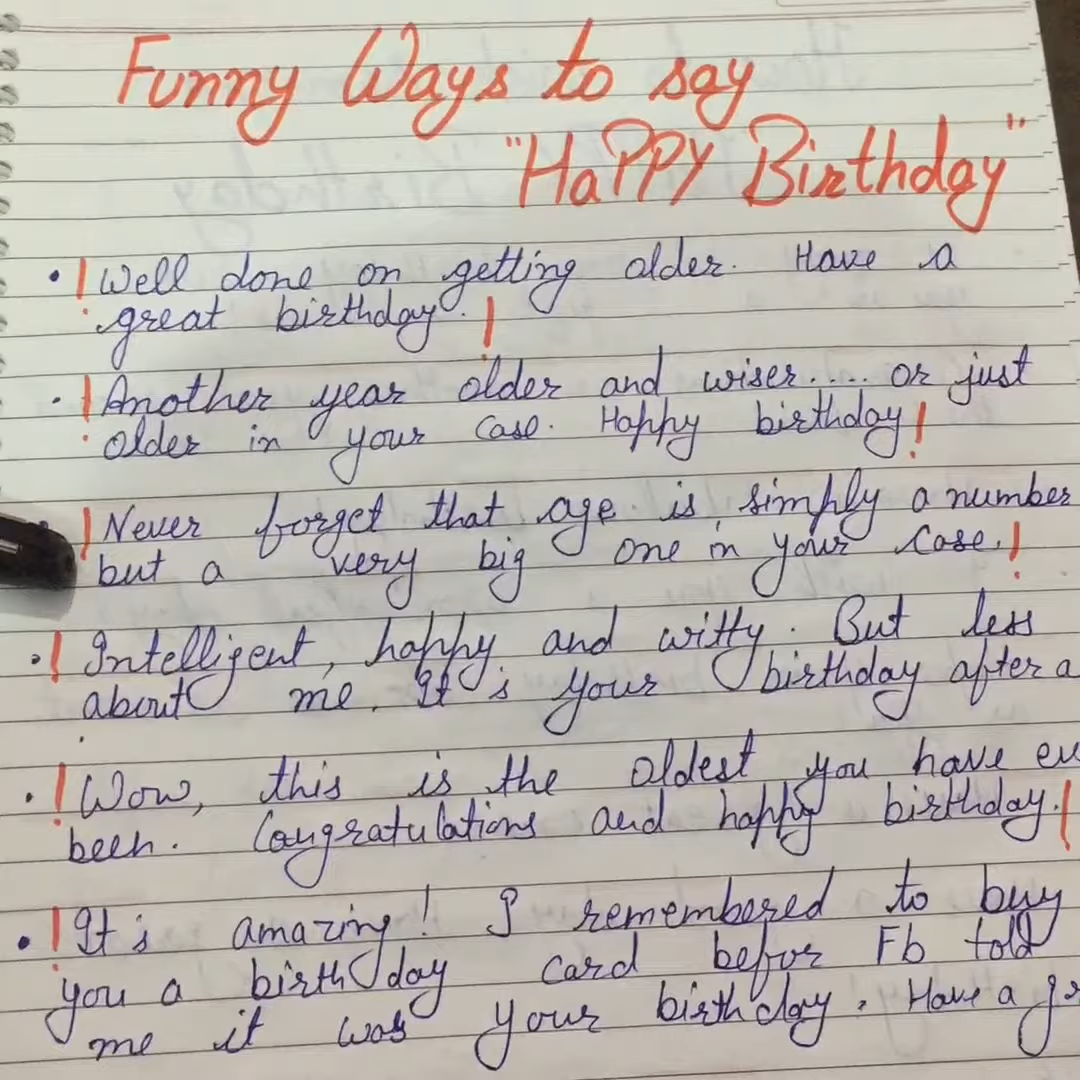 Funny Ways to say
"HaPPY Birthday"
• ! Well done on getting older. Have a
great birthday. !
• ! Another year older and wiser.... or just
older in your case. Happy birthday !
! Never forget that age is simply a number
but a very big one in your case. !
• ! Intelligent, happy and witty. But less
about me. It's your birthday after a
• ! Wow, this is the oldest you have ev
been. Congratulations and happy birthday. !
• ! It's amazing! I remembered to buy
you a birthday card befor Fb told
me it was your birthday. Have a gr